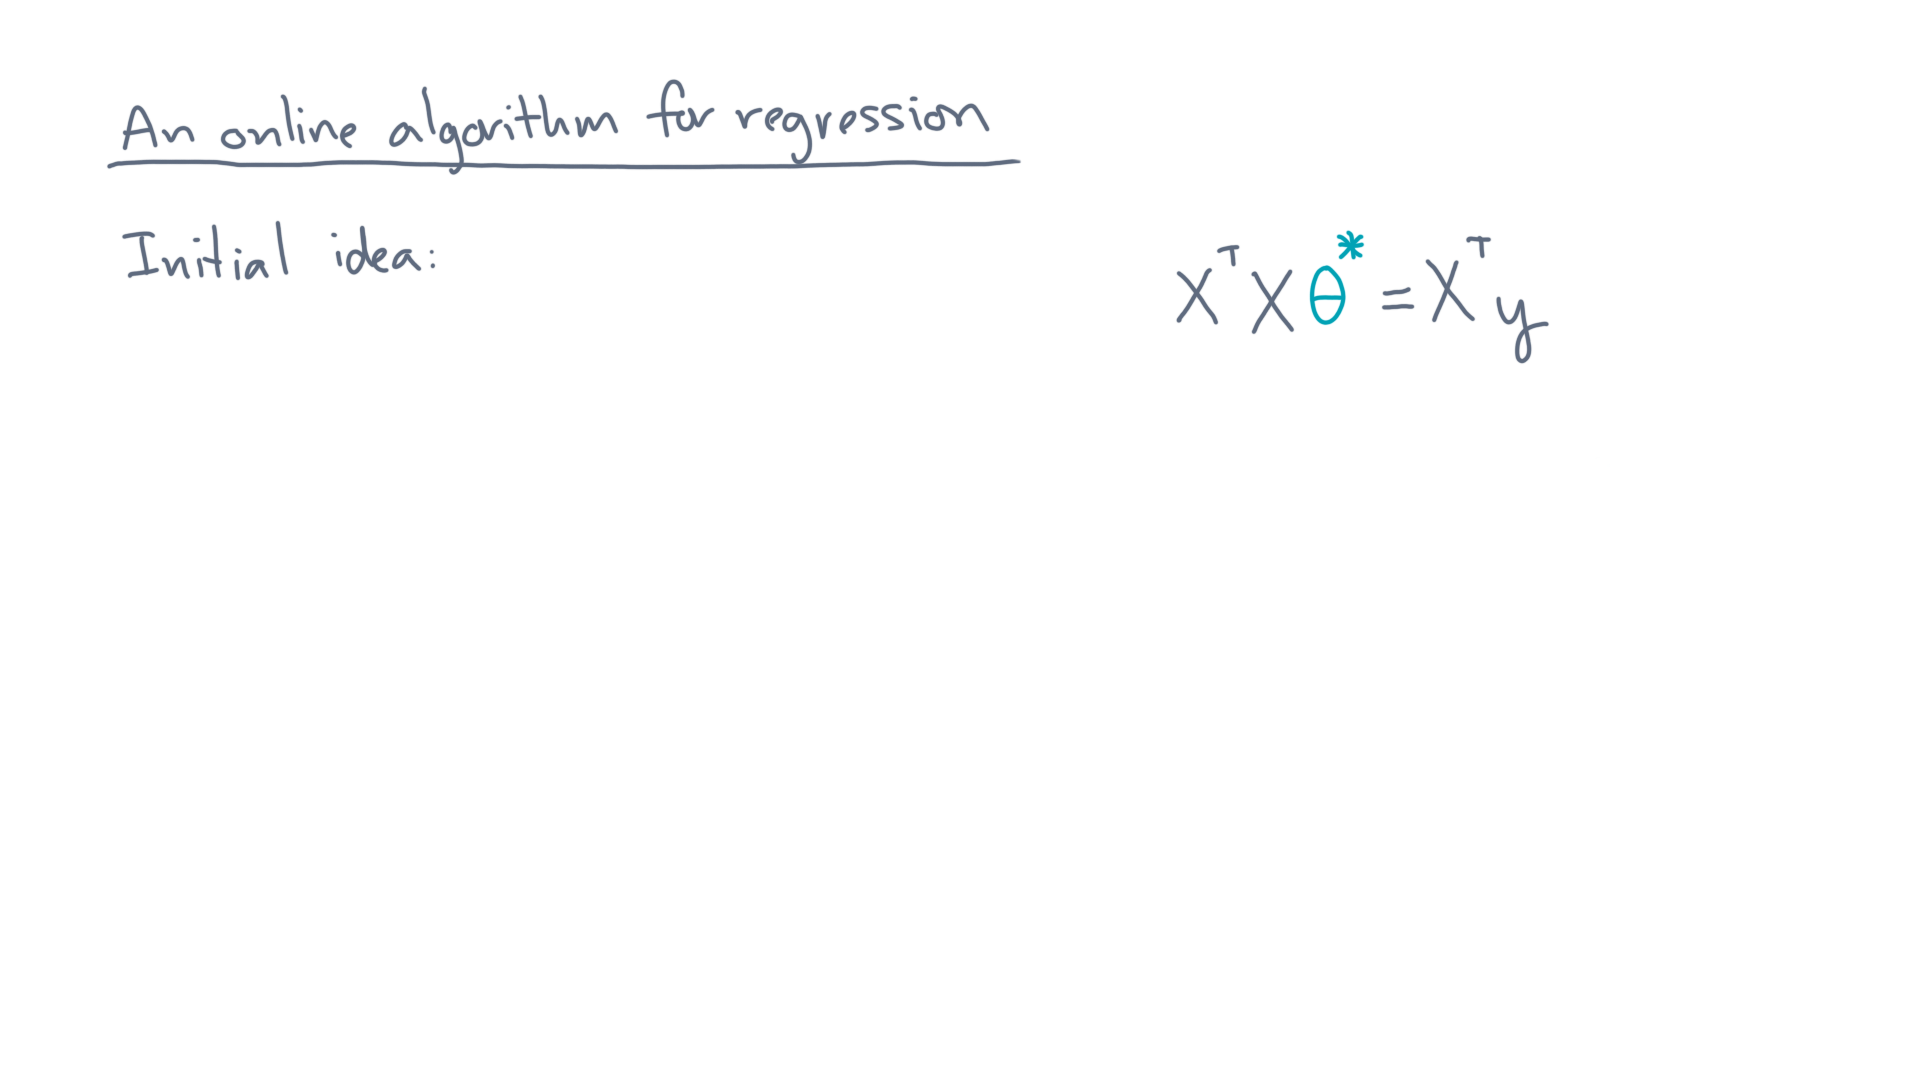 An online algorithm for regression
Initial idea:
XᵀXθ* = Xᵀy